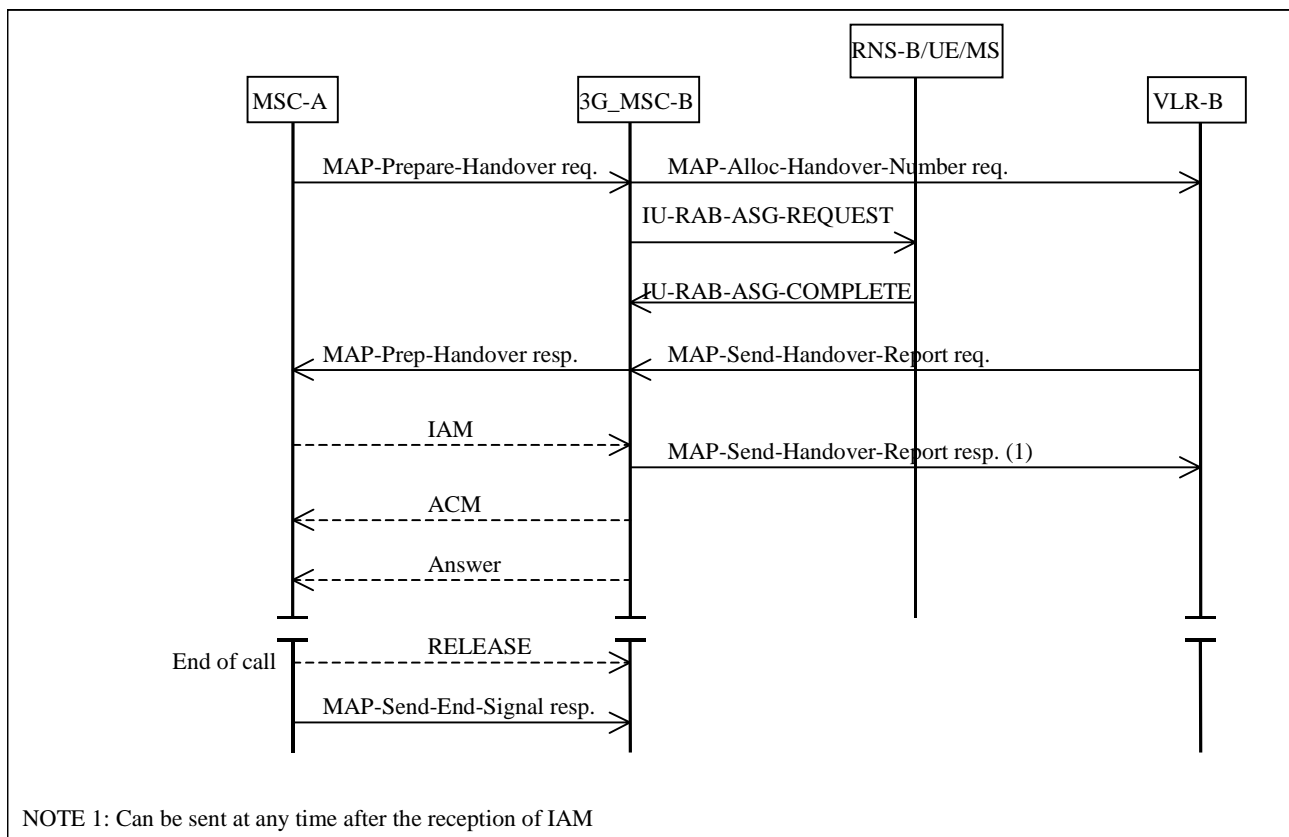 RNS-B/UE/MS
MSC-A
3G_MSC-B
VLR-B
MAP-Prepare-Handover req.
MAP-Alloc-Handover-Number req.
IU-RAB-ASG-REQUEST
IU-RAB-ASG-COMPLETE
MAP-Prep-Handover resp.
MAP-Send-Handover-Report req.
IAM
MAP-Send-Handover-Report resp. (1)
ACM
Answer
RELEASE
End of call
MAP-Send-End-Signal resp.
NOTE 1: Can be sent at any time after the reception of IAM